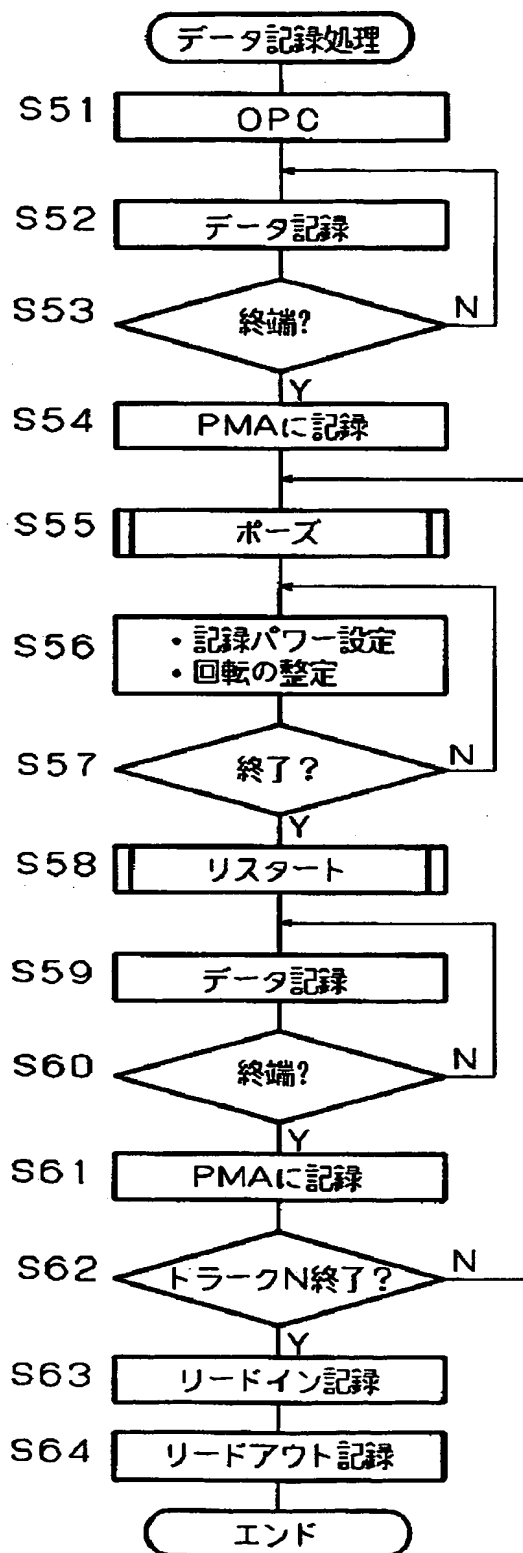 データ記録処理
S51
OPC
S52
データ記録
S53
終端?
N
Y
S54
PMAに記録
S55
ポーズ
S56
・記録パワー設定
・回転の整定
S57
終了?
N
Y
S58
リスタート
S59
データ記録
S60
終端?
N
Y
S61
PMAに記録
S62
トラークN終了?
N
Y
S63
リードイン記録
S64
リードアウト記録
エンド